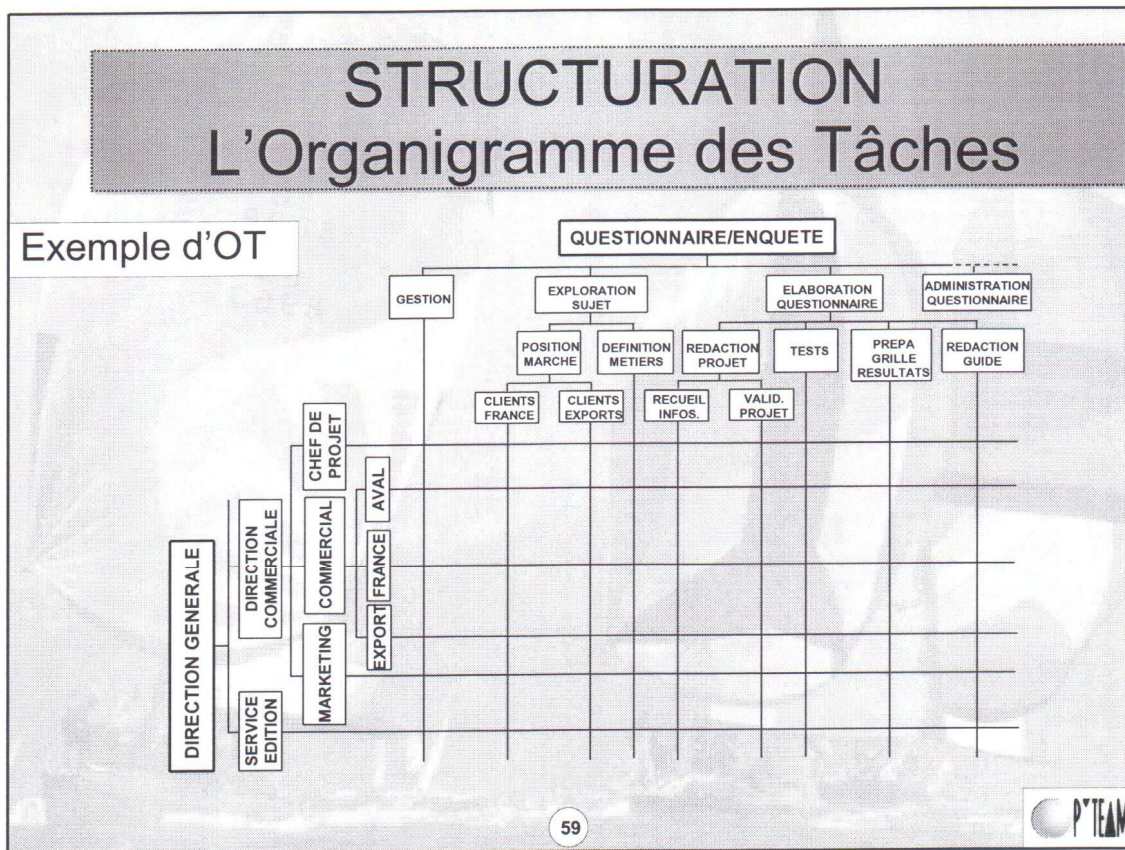 STRUCTURATION
L'Organigramme des Tâches
Exemple d'OT
QUESTIONNAIRE/ENQUETE
GESTION
EXPLORATION
SUJET
ELABORATION
QUESTIONNAIRE
ADMINISTRATION
QUESTIONNAIRE
POSITION
MARCHE
DEFINITION
METIERS
REDACTION
PROJET
TESTS
PREPA
GRILLE
RESULTATS
REDACTION
GUIDE
CLIENTS
FRANCE
CLIENTS
EXPORTS
RECUEIL
INFOS.
VALID.
PROJET
DIRECTION GENERALE
DIRECTION
COMMERCIALE
SERVICE
EDITION
CHEF DE
PROJET
COMMERCIAL
MARKETING
AVAL
FRANCE
EXPORT
59
P'TEAM